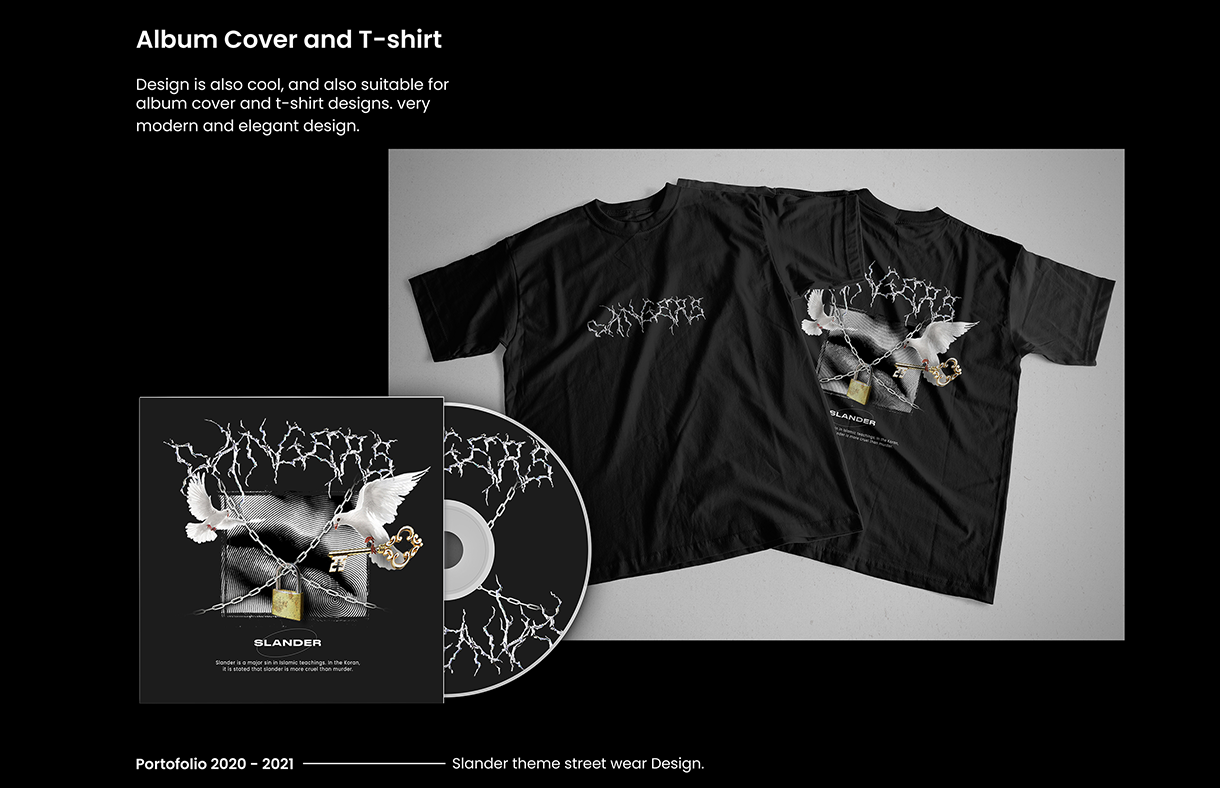 Album Cover and T-shirt
Design is also cool, and also suitable for
album cover and t-shirt designs. very
modern and elegant design.
SANGERS
SLANDER
SANGERS
SLANDER
Slander is a major sin in Islamic teachings. In the Koran,
it is stated that slander is more cruel than murder.
Portofolio 2020 - 2021
Slander theme street wear Design.